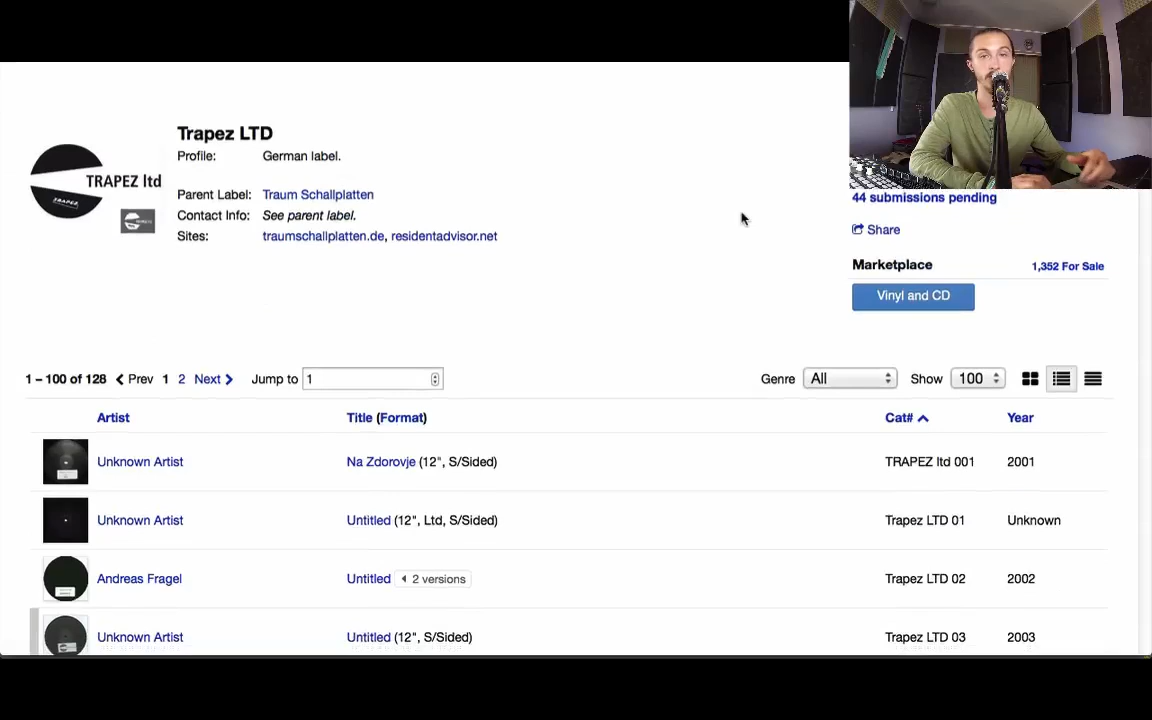 Trapez LTD
Profile: German label.
TRAPEZ ltd
TRAPEZ
Parent Label: Traum Schallplatten
Contact Info: See parent label.
Sites: traumschallplatten.de, residentadvisor.net
44 submissions pending
Share
Marketplace 1,352 For Sale
Vinyl and CD
1 – 100 of 128 Prev 1 2 Next Jump to 1 Genre All Show 100
Artist Title (Format) Cat# Year
Unknown Artist Na Zdorovje (12", S/Sided) TRAPEZ ltd 001 2001
Unknown Artist Untitled (12", Ltd, S/Sided) Trapez LTD 01 Unknown
Andreas Fragel Untitled 2 versions Trapez LTD 02 2002
Unknown Artist Untitled (12", S/Sided) Trapez LTD 03 2003